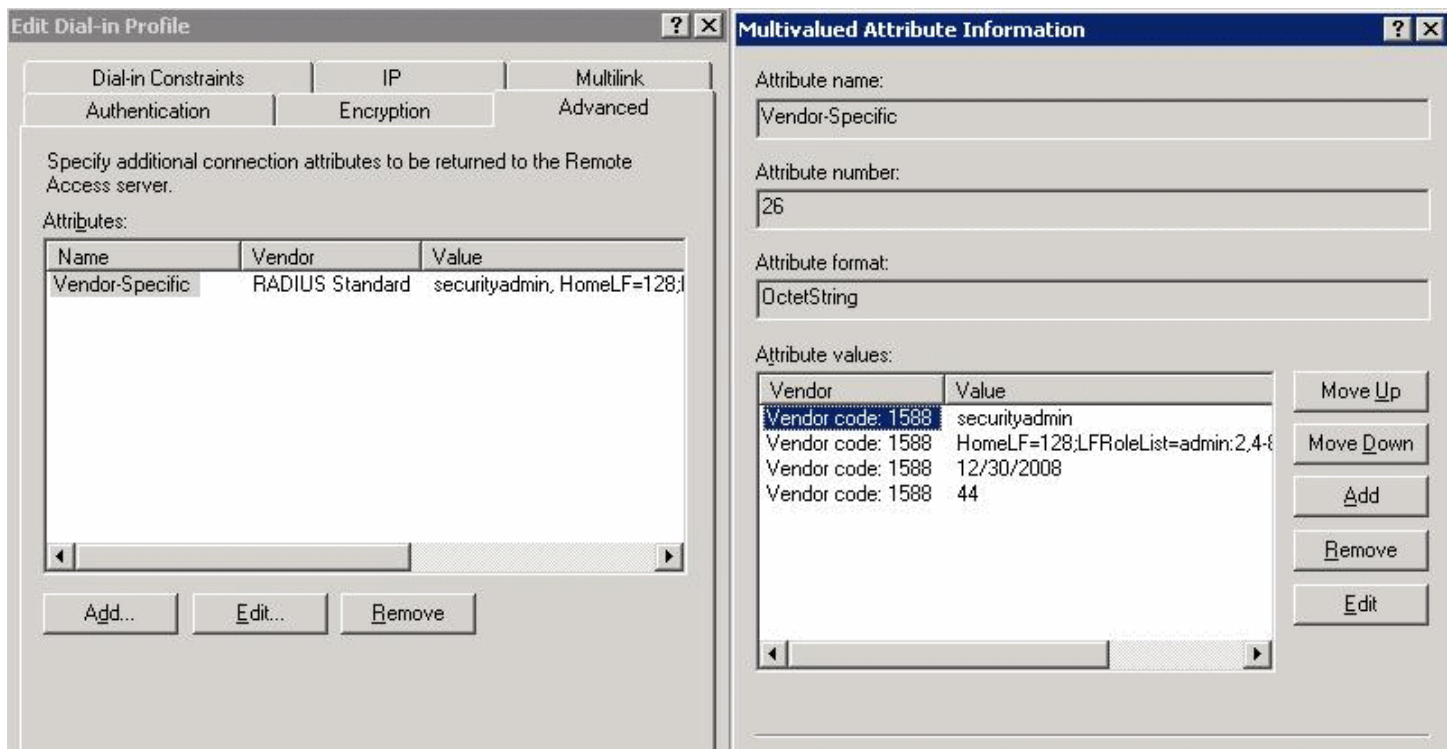 Edit Dial-in Profile
Dial-in Constraints IP Multilink
Authentication Encryption Advanced
Specify additional connection attributes to be returned to the Remote
Access server.
Attributes:
Name Vendor Value
Vendor-Specific RADIUS Standard securityadmin, HomeLF=128;
Add... Edit... Remove
Multivalued Attribute Information
Attribute name:
Vendor-Specific
Attribute number:
26
Attribute format:
OctetString
Attribute values:
Vendor Value
Vendor code: 1588 securityadmin
Vendor code: 1588 HomeLF=128;LFRoleList=admin:2,4-8
Vendor code: 1588 12/30/2008
Vendor code: 1588 44
Move Up
Move Down
Add
Remove
Edit